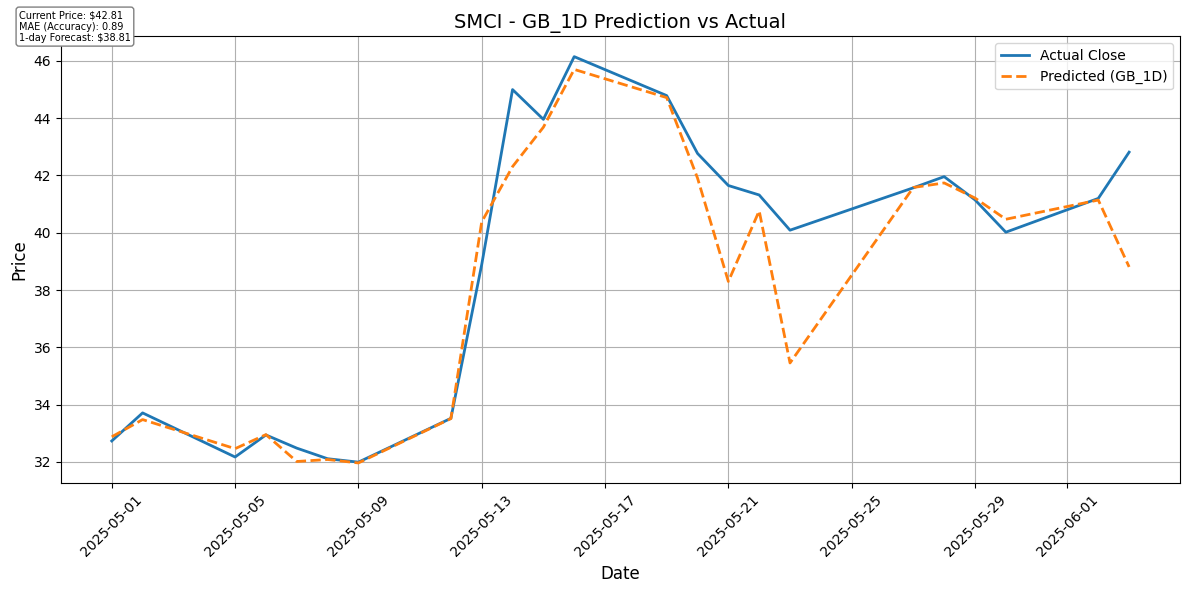 Current Price: $42.81
MAE (Accuracy): 0.89
1-day Forecast: $38.81
SMCI - GB_1D Prediction vs Actual
Actual Close
Predicted (GB_1D)
Price
46
44
42
40
38
36
34
32
2025-05-01
2025-05-05
2025-05-09
2025-05-13
2025-05-17
2025-05-21
2025-05-25
2025-05-29
2025-06-01
Date